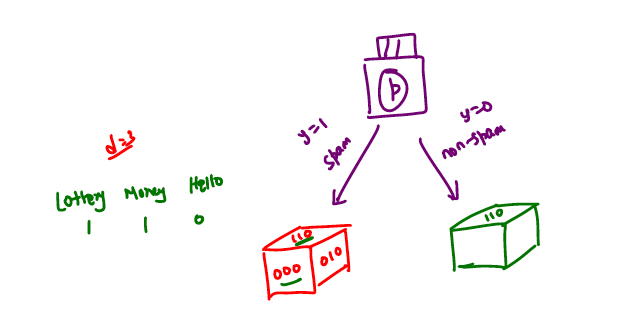 p
y=1
spam
y=0
non-spam
d=3
Lottery Money Hello
1 1 0
110
000 010
110